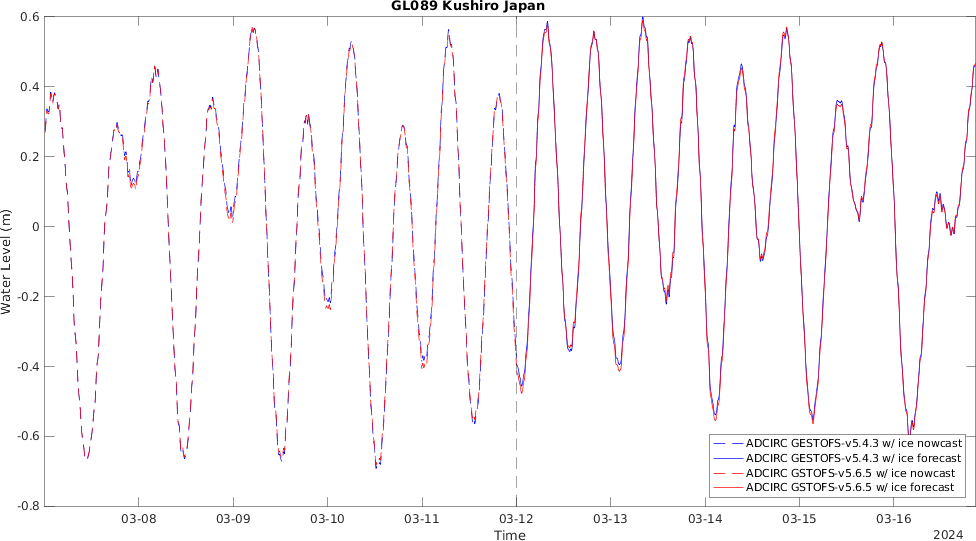 GL089 Kushiro Japan
Water Level (m)
0.6
0.4
0.2
0
-0.2
-0.4
-0.6
-0.8
ADCIRC GESTOFS-v5.4.3 w/ ice nowcast
ADCIRC GESTOFS-v5.4.3 w/ ice forecast
ADCIRC GSTOFS-v5.6.5 w/ ice nowcast
ADCIRC GSTOFS-v5.6.5 w/ ice forecast
03-08 03-09 03-10 03-11 03-12 03-13 03-14 03-15 03-16
Time
2024